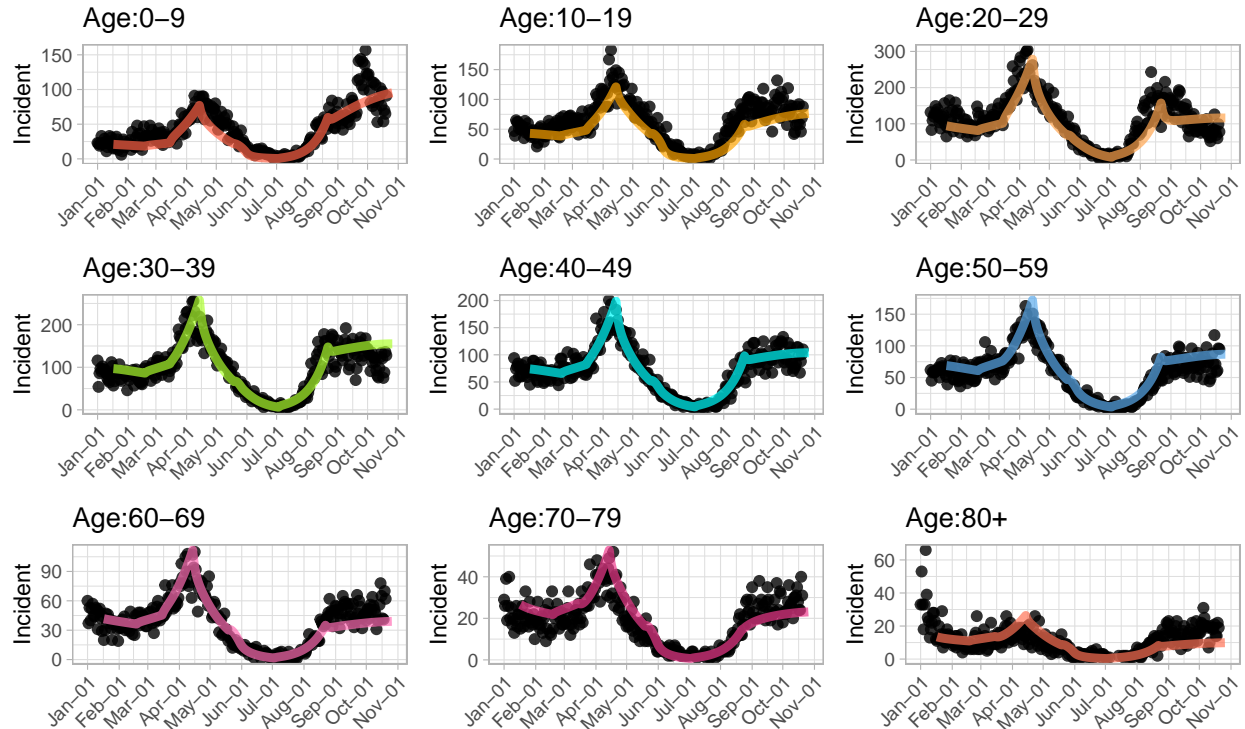 Age:0–9
Age:10–19
Age:20–29
Incident
150
100
50
0
Jan–01
Feb–01
Mar–01
Apr–01
May–01
Jun–01
Jul–01
Aug–01
Sep–01
Oct–01
Nov–01
Incident
150
100
50
0
Jan–01
Feb–01
Mar–01
Apr–01
May–01
Jun–01
Jul–01
Aug–01
Sep–01
Oct–01
Nov–01
Incident
300
200
100
0
Jan–01
Feb–01
Mar–01
Apr–01
May–01
Jun–01
Jul–01
Aug–01
Sep–01
Oct–01
Nov–01
Age:30–39
Age:40–49
Age:50–59
Incident
200
100
0
Jan–01
Feb–01
Mar–01
Apr–01
May–01
Jun–01
Jul–01
Aug–01
Sep–01
Oct–01
Nov–01
Incident
200
150
100
50
0
Jan–01
Feb–01
Mar–01
Apr–01
May–01
Jun–01
Jul–01
Aug–01
Sep–01
Oct–01
Nov–01
Incident
150
100
50
0
Jan–01
Feb–01
Mar–01
Apr–01
May–01
Jun–01
Jul–01
Aug–01
Sep–01
Oct–01
Nov–01
Age:60–69
Age:70–79
Age:80+
Incident
90
60
30
0
Jan–01
Feb–01
Mar–01
Apr–01
May–01
Jun–01
Jul–01
Aug–01
Sep–01
Oct–01
Nov–01
Incident
40
20
0
Jan–01
Feb–01
Mar–01
Apr–01
May–01
Jun–01
Jul–01
Aug–01
Sep–01
Oct–01
Nov–01
Incident
60
40
20
0
Jan–01
Feb–01
Mar–01
Apr–01
May–01
Jun–01
Jul–01
Aug–01
Sep–01
Oct–01
Nov–01